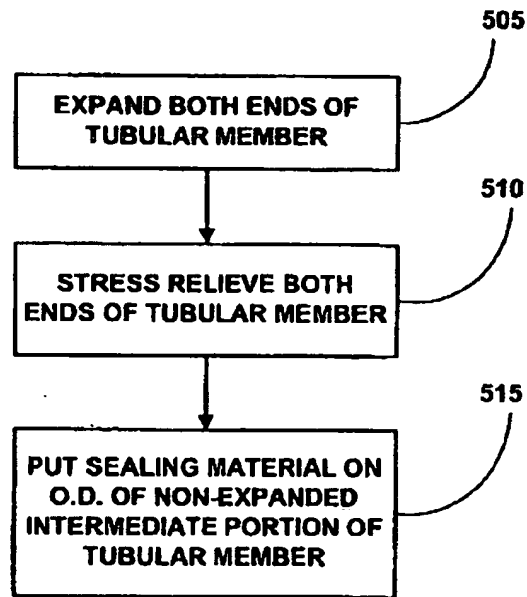 505
EXPAND BOTH ENDS OF
TUBULAR MEMBER
510
STRESS RELIEVE BOTH
ENDS OF TUBULAR MEMBER
515
PUT SEALING MATERIAL ON
O.D. OF NON-EXPANDED
INTERMEDIATE PORTION OF
TUBULAR MEMBER